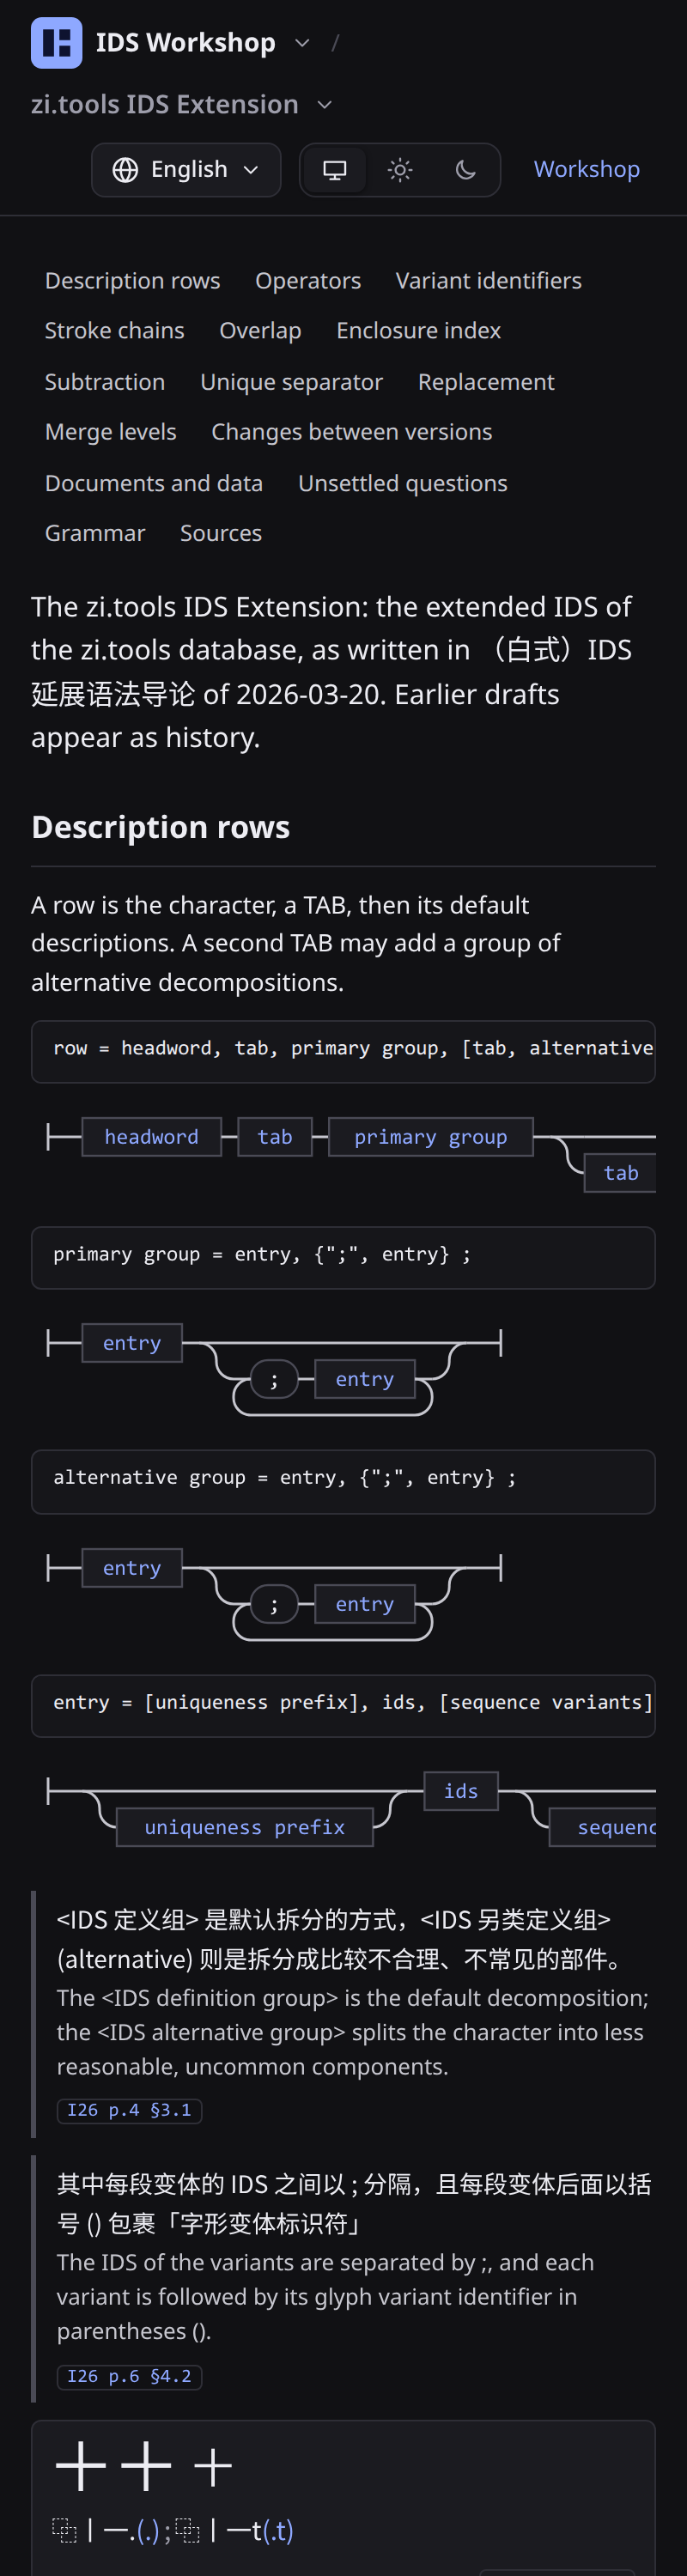 IDS Workshop /
zi.tools IDS Extension
English Workshop
Description rows Operators Variant identifiers
Stroke chains Overlap Enclosure index
Subtraction Unique separator Replacement
Merge levels Changes between versions
Documents and data Unsettled questions
Grammar Sources
The zi.tools IDS Extension: the extended IDS of
the zi.tools database, as written in （白式）IDS
延展语法导论 of 2026-03-20. Earlier drafts
appear as history.
Description rows
A row is the character, a TAB, then its default
descriptions. A second TAB may add a group of
alternative decompositions.
row = headword, tab, primary group, [tab, alternative
headword tab primary group
tab
primary group = entry, {";", entry} ;
entry
; entry
alternative group = entry, {";", entry} ;
entry
; entry
entry = [uniqueness prefix], ids, [sequence variants]
ids
uniqueness prefix sequenc
<IDS 定义组> 是默认拆分的方式，<IDS 另类定义组>
(alternative) 则是拆分成比较不合理、不常见的部件。
The <IDS definition group> is the default decomposition;
the <IDS alternative group> splits the character into less
reasonable, uncommon components.
I26 p.4 §3.1
其中每段变体的 IDS 之间以 ; 分隔，且每段变体后面以括
号 () 包裹「字形变体标识符」
The IDS of the variants are separated by ;, and each
variant is followed by its glyph variant identifier in
parentheses ().
I26 p.6 §4.2
十十 十
⿻丨一.(.);⿻丨一t(.t)